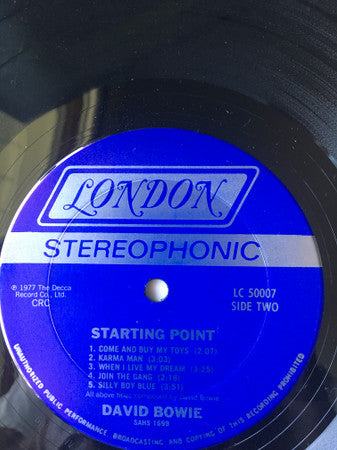 LONDON
STEREOPHONIC
℗ 1977 The Decca
Record Co., Ltd.
CRC
LC 50007
SIDE TWO
STARTING POINT
1. COME AND BUY MY TOYS (2:07)
2. KARMA MAN (3:03)
3. WHEN I LIVE MY DREAM (3:25)
4. JOIN THE GANG (2:18)
5. SILLY BOY BLUE (3:51)
All above have composed by David Bowie
DAVID BOWIE
SAHS 1699
UNAUTHORIZED PUBLIC PERFORMANCE, BROADCASTING AND COPYING OF THIS RECORDING PROHIBITED